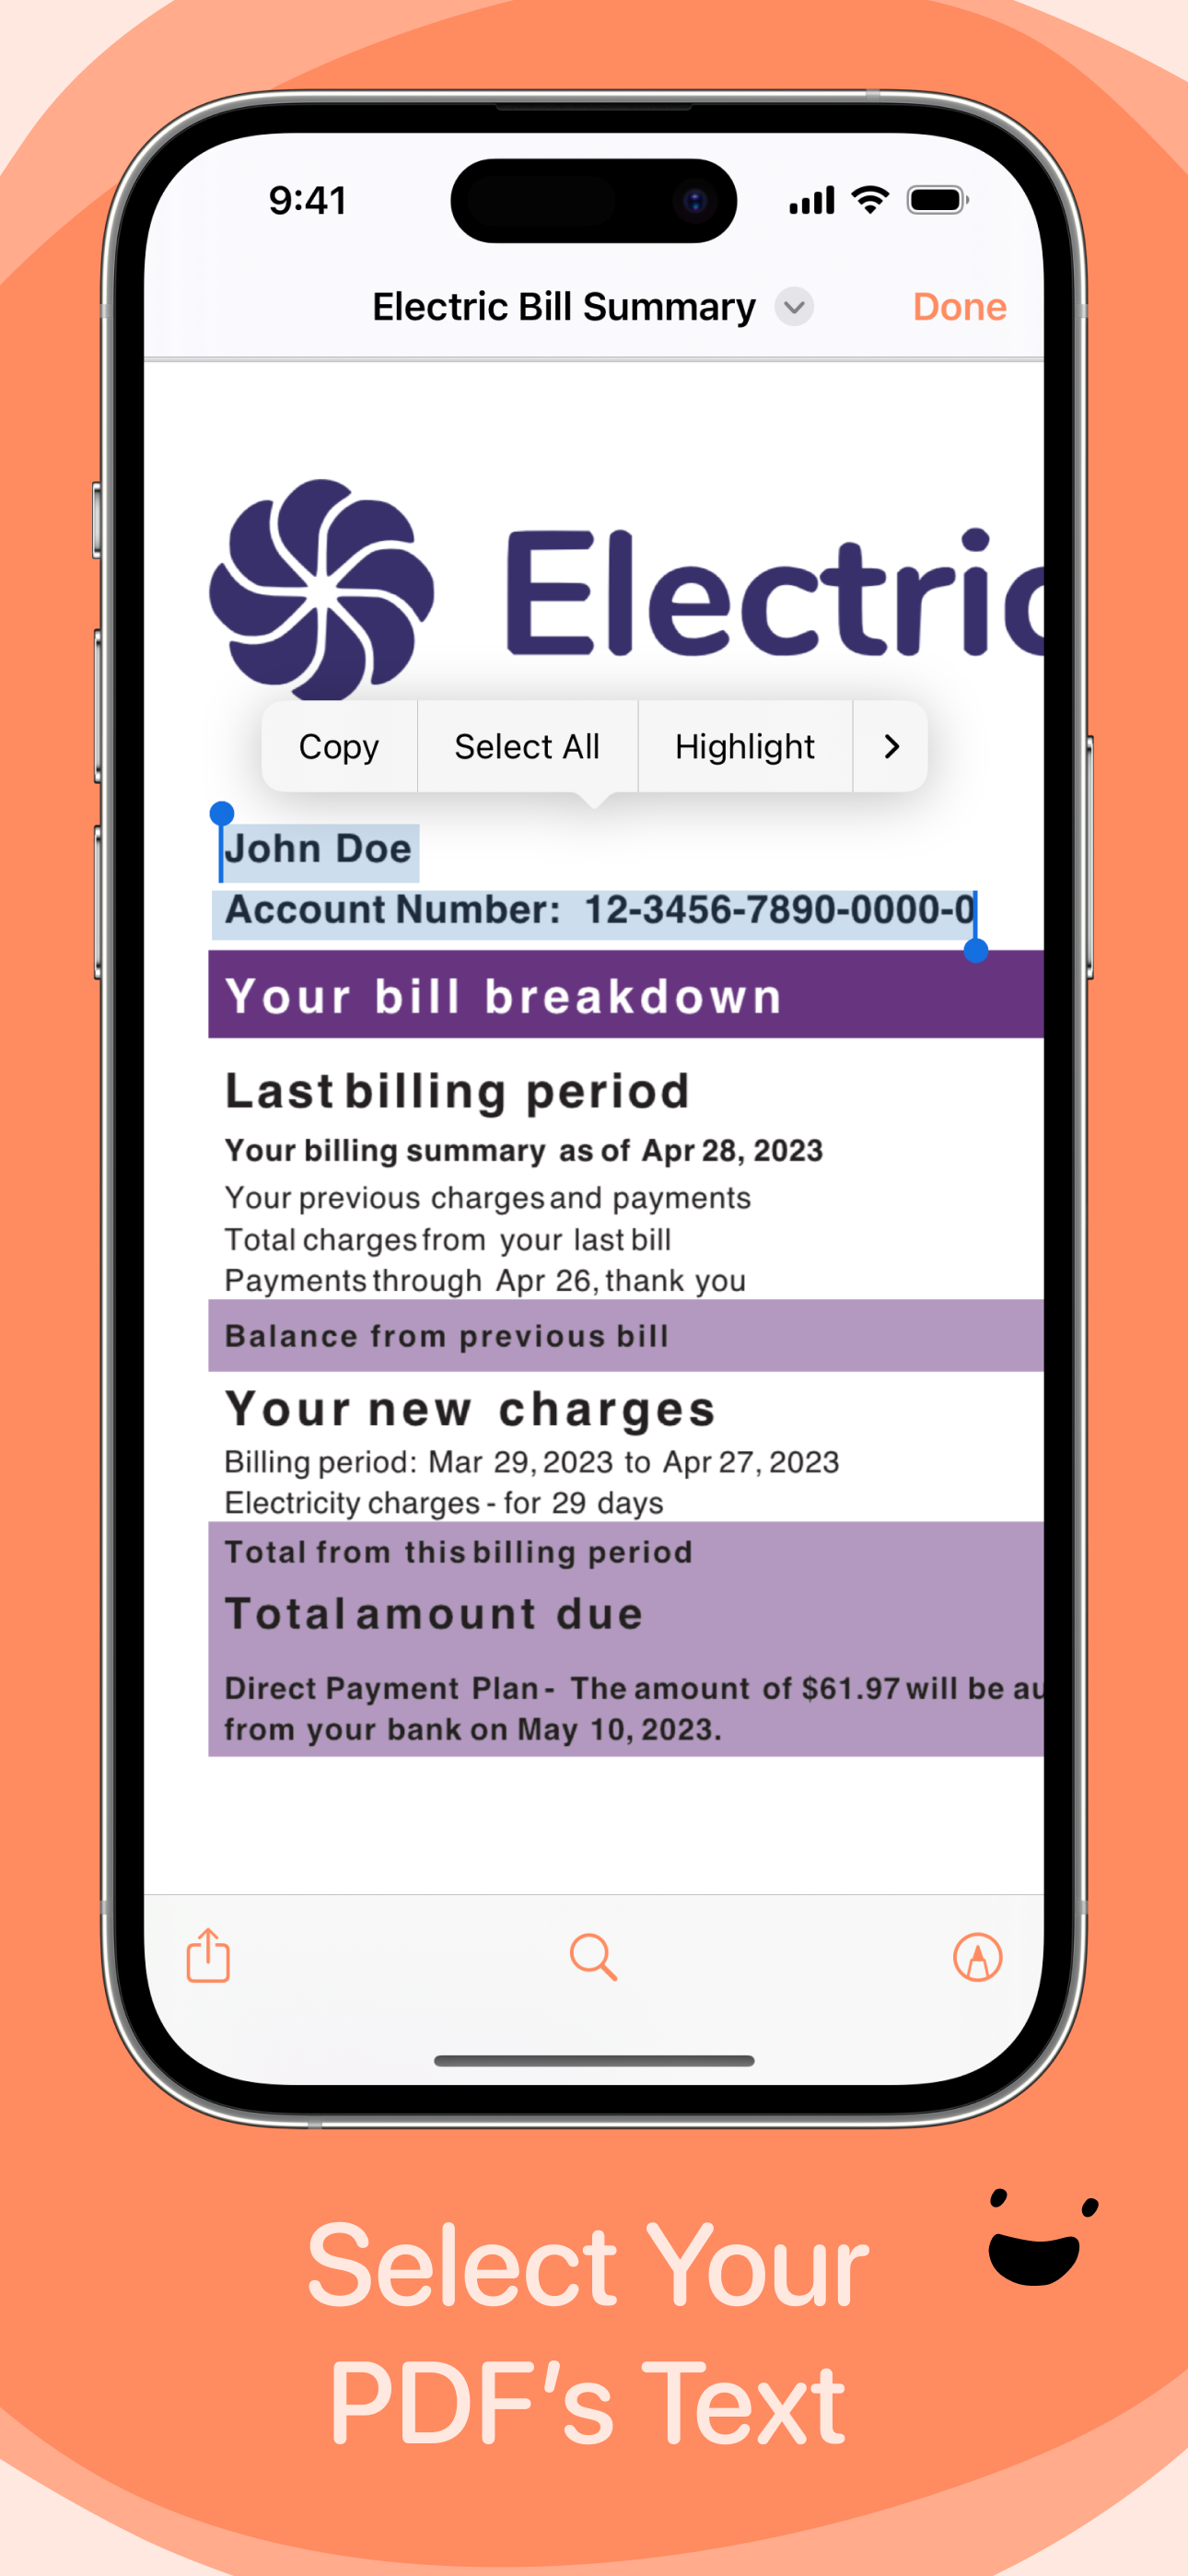 9:41
Electric Bill Summary
Done
Electric
Copy
Select All
Highlight
John Doe
Account Number: 12-3456-7890-0000-0
Your bill breakdown
Last billing period
Your billing summary as of Apr 28, 2023
Your previous charges and payments
Total charges from your last bill
Payments through Apr 26, thank you
Balance from previous bill
Your new charges
Billing period: Mar 29, 2023 to Apr 27, 2023
Electricity charges - for 29 days
Total from this billing period
Total amount due
Direct Payment Plan - The amount of $61.97 will be au
from your bank on May 10, 2023.
Select Your
PDF's Text